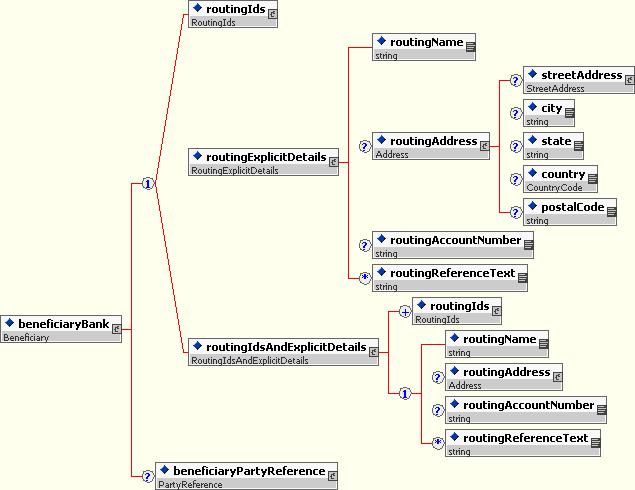 routingIds
RoutingIds
routingName
string
streetAddress
StreetAddress
?
city
string
?
routingExplicitDetails
RoutingExplicitDetails
routingAddress
Address
?
state
string
?
1
country
CountryCode
?
postalCode
string
?
routingAccountNumber
string
?
routingReferenceText
string
*
beneficiaryBank
Beneficiary
routingIdsAndExplicitDetails
RoutingIdsAndExplicitDetails
+
routingIds
RoutingIds
routingName
string
?
routingAddress
Address
1
?
routingAccountNumber
string
*
routingReferenceText
string
?
beneficiaryPartyReference
PartyReference